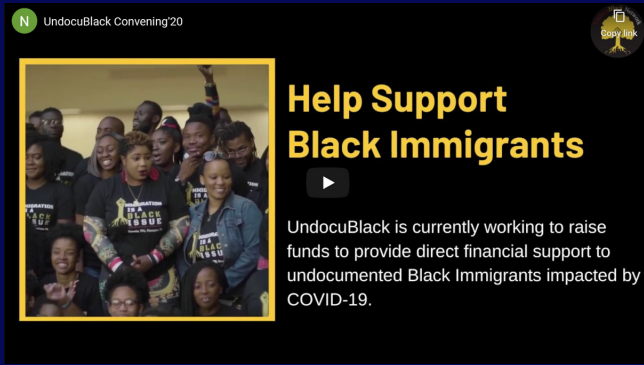 N UndocuBlack Convening'20
Copy link
Help Support
Black Immigrants
UndocuBlack is currently working to raise
funds to provide direct financial support to
undocumented Black Immigrants impacted by
COVID-19.
IMMIGRATION
IS A
BLACK
ISSUE